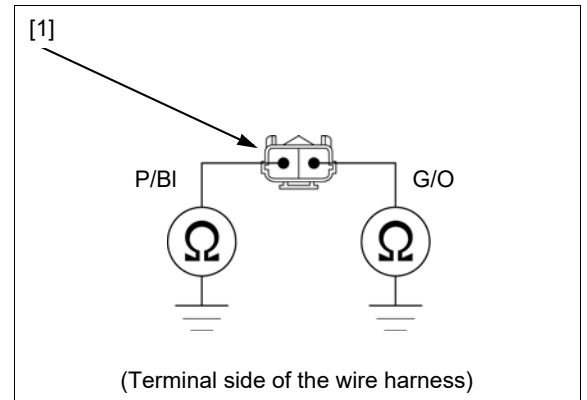 [1]
P/Bl G/O
Ω Ω
(Terminal side of the wire harness)